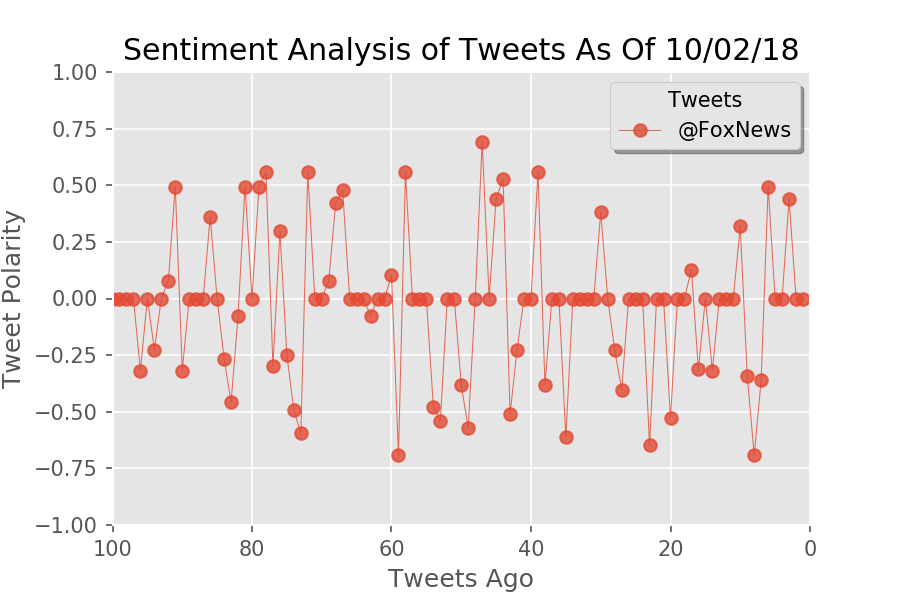 Sentiment Analysis of Tweets As Of 10/02/18
1.00
0.75
0.50
0.25
0.00
−0.25
−0.50
−0.75
−1.00
Tweet Polarity
Tweets
@FoxNews
100 80 60 40 20 0
Tweets Ago